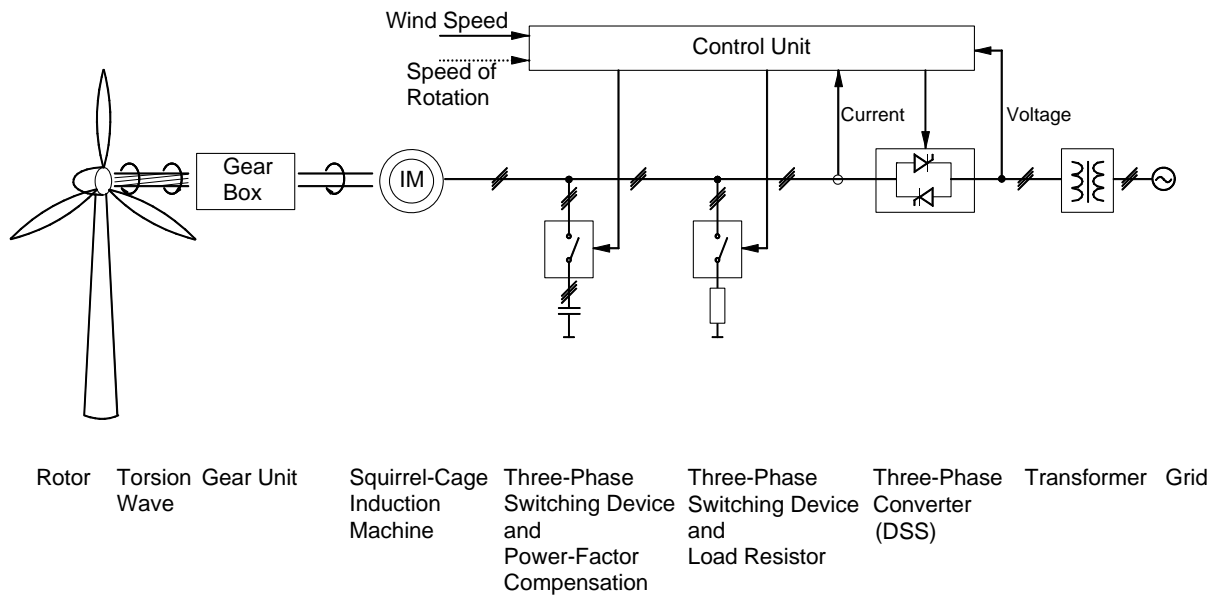 Wind Speed
Control Unit
Speed of
Rotation
Current
Voltage
Gear
Box
IM
Rotor
Torsion
Wave
Gear Unit
Squirrel-Cage
Induction
Machine
Three-Phase
Switching Device
and
Power-Factor
Compensation
Three-Phase
Switching Device
and
Load Resistor
Three-Phase
Converter
(DSS)
Transformer
Grid